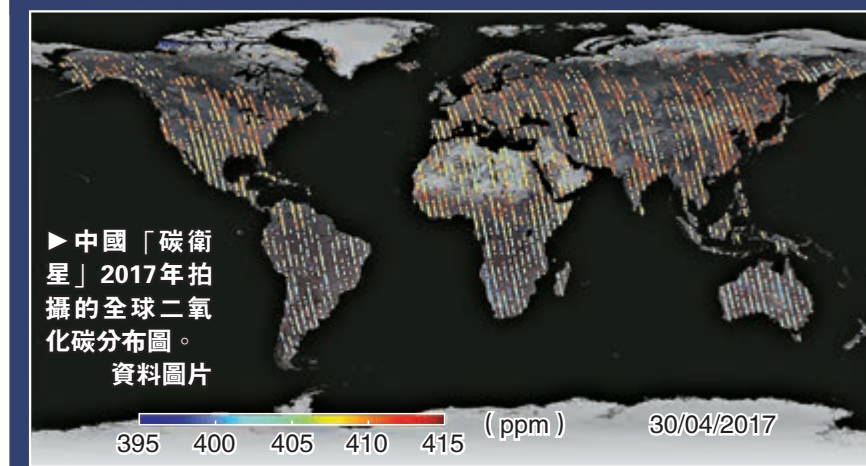 ▶中國「碳衛
星」2017年拍
攝的全球二氧
化碳分布圖。
資料圖片
(ppm) 30/04/2017
395 400 405 410 415